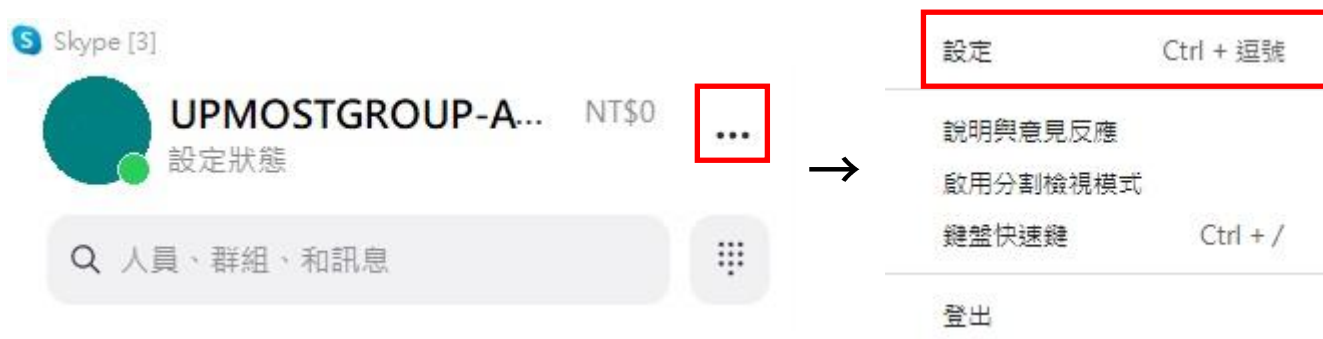 Skype [3]
UPMOSTGROUP-A... NT$0 ...
設定狀態
人員、群組、和訊息
→
設定 Ctrl + 逗號
說明與意見反應
啟用分割檢視模式
鍵盤快速鍵 Ctrl + /
登出